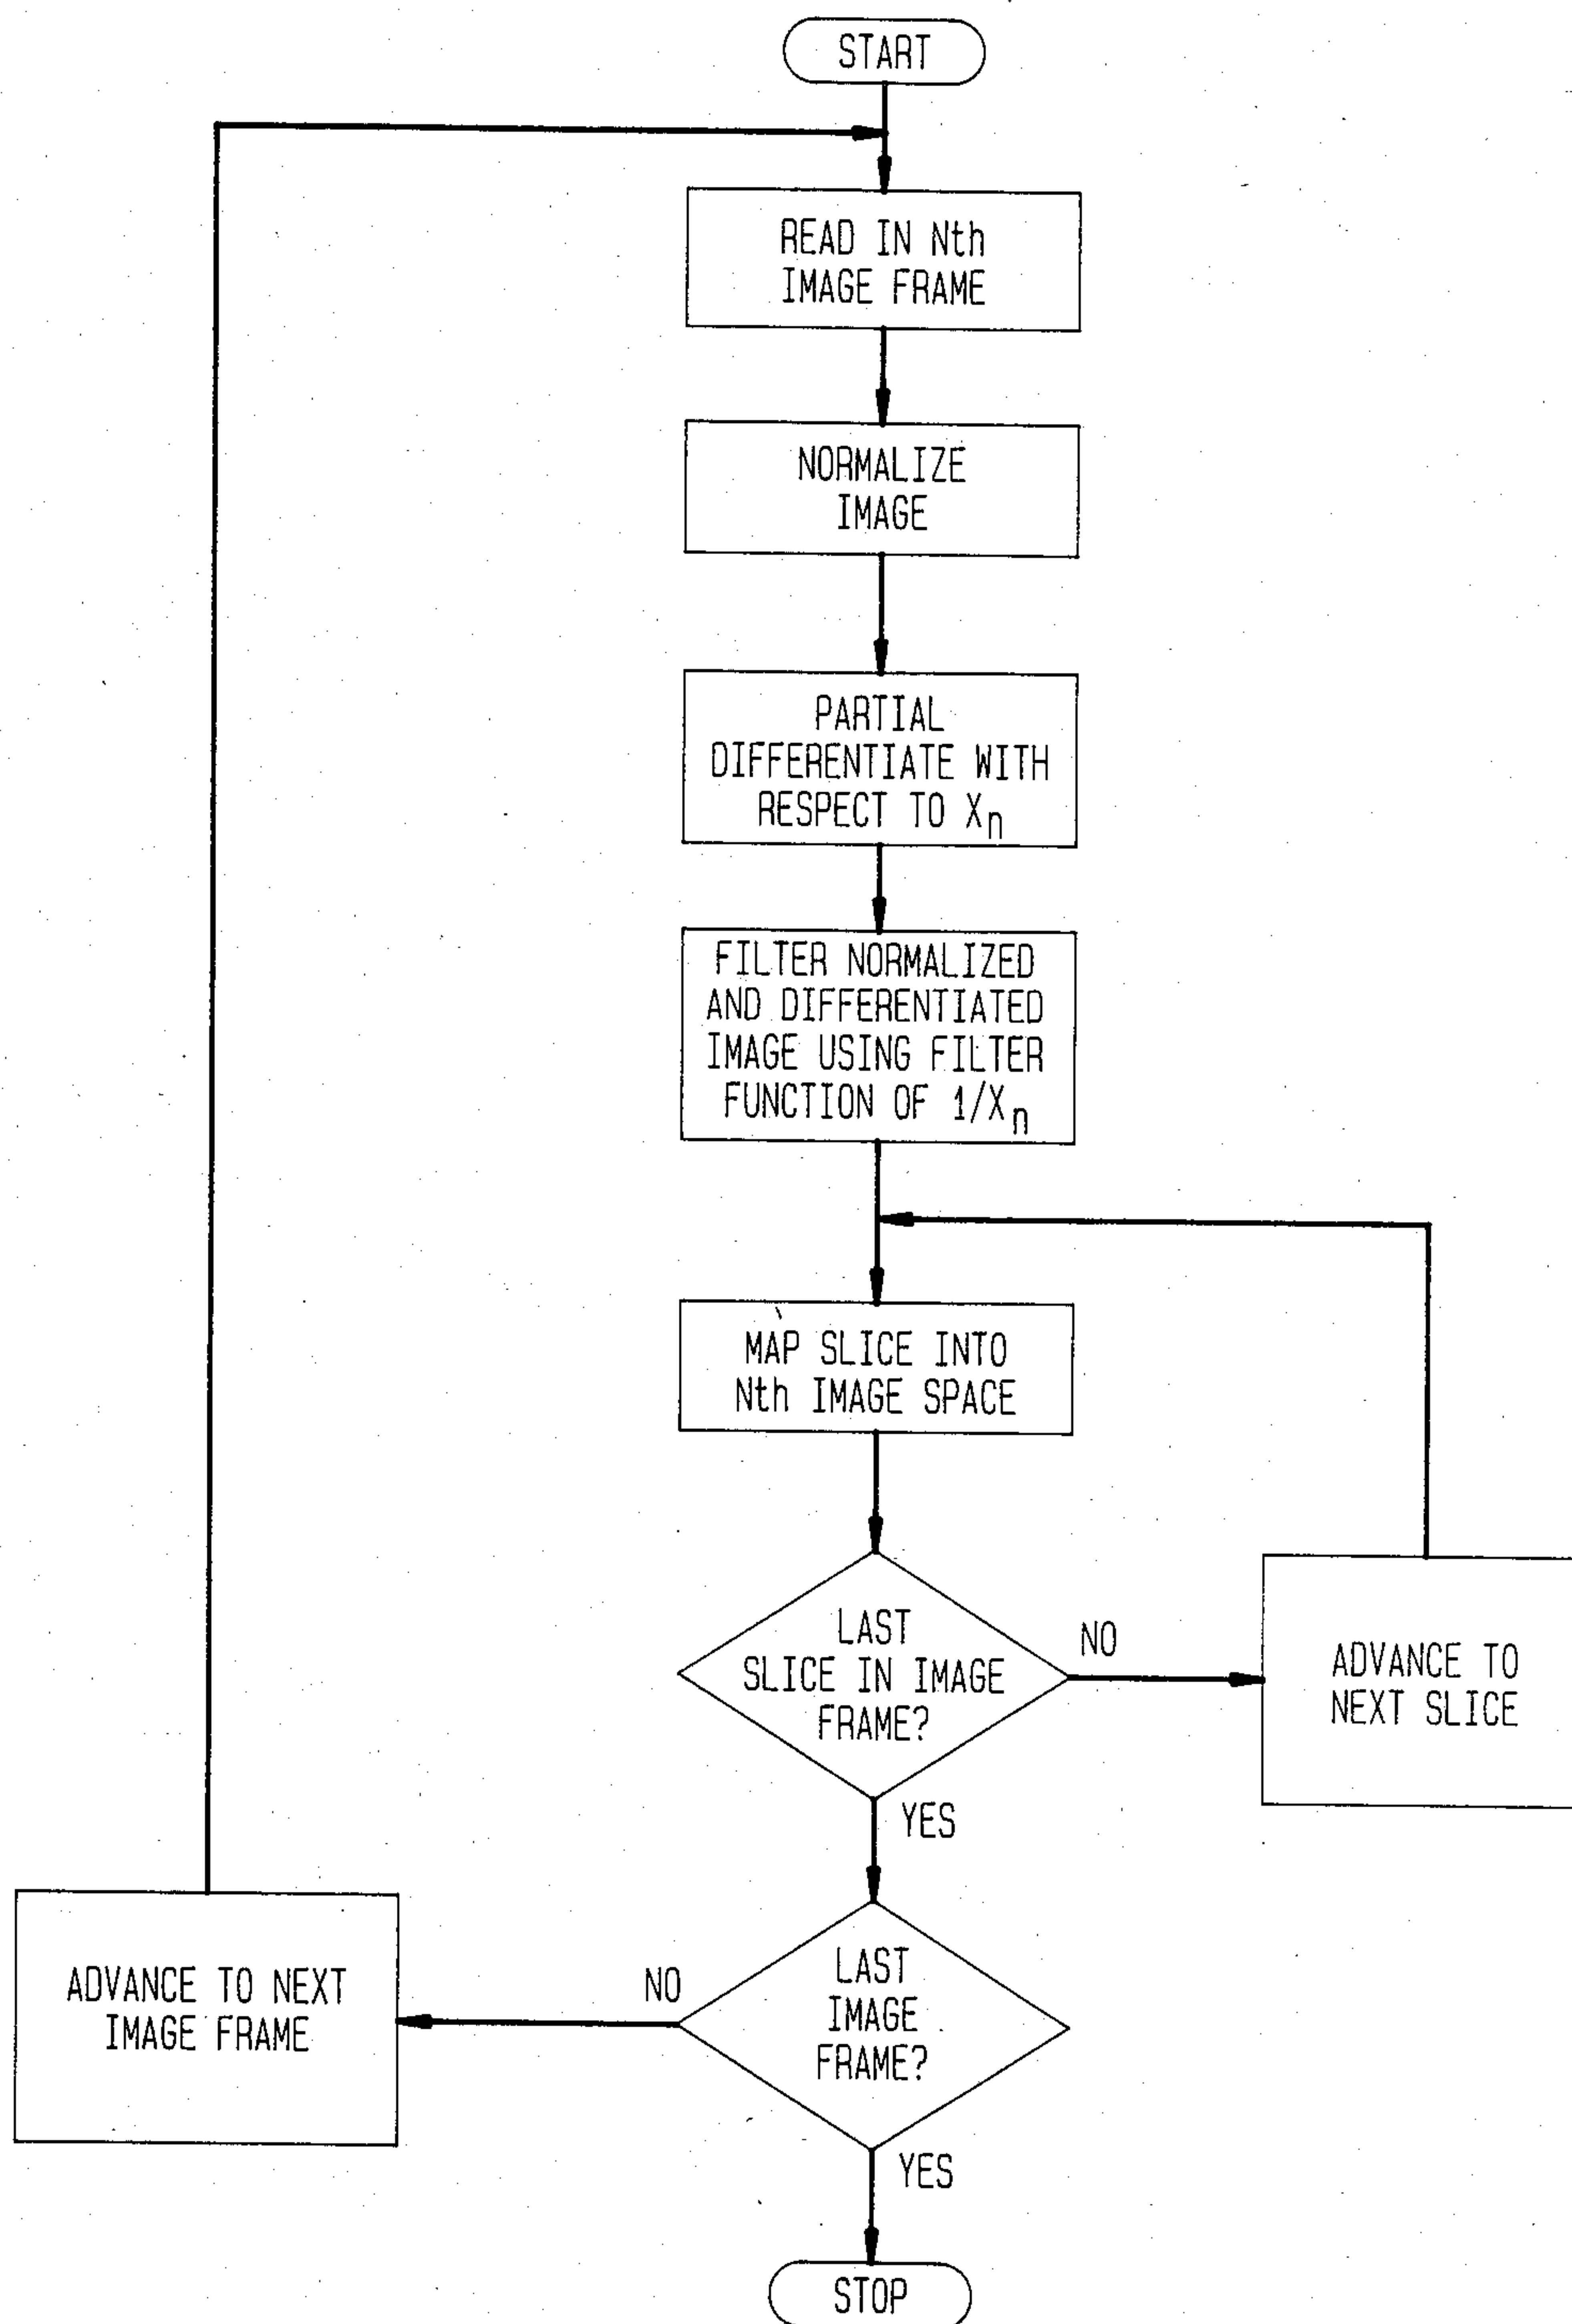 START
READ IN Nth
IMAGE FRAME
NORMALIZE
IMAGE
PARTIAL
DIFFERENTIATE WITH
RESPECT TO Xn
FILTER NORMALIZED
AND DIFFERENTIATED
IMAGE USING FILTER
FUNCTION OF 1/Xn
MAP SLICE INTO
Nth IMAGE SPACE
LAST
SLICE IN IMAGE
FRAME?
NO
ADVANCE TO
NEXT SLICE
YES
LAST
IMAGE
FRAME?
NO
ADVANCE TO NEXT
IMAGE FRAME
YES
STOP